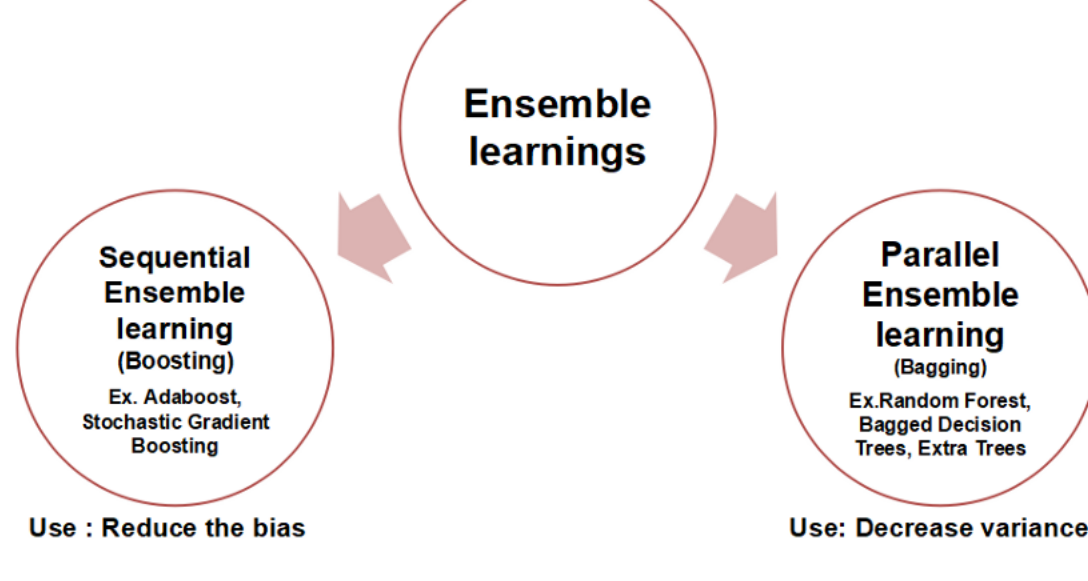 Ensemble
learnings
Sequential
Ensemble
learning
(Boosting)
Ex. Adaboost,
Stochastic Gradient
Boosting
Use : Reduce the bias
Parallel
Ensemble
learning
(Bagging)
Ex.Random Forest,
Bagged Decision
Trees, Extra Trees
Use: Decrease variance